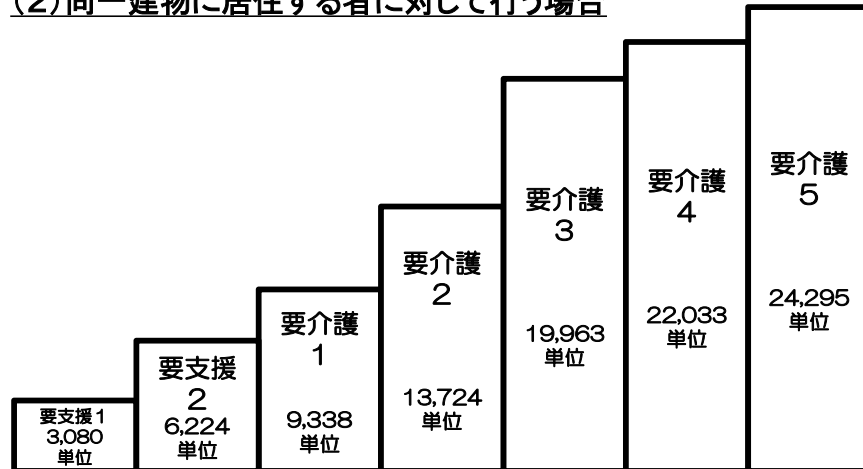 (2)同一建物に居住する者に対して行う場合
要支援1
3,080
単位
要支援
2
6,224
単位
要介護
1
9,338
単位
要介護
2
13,724
単位
要介護
3
19,963
単位
要介護
4
22,033
単位
要介護
5
24,295
単位